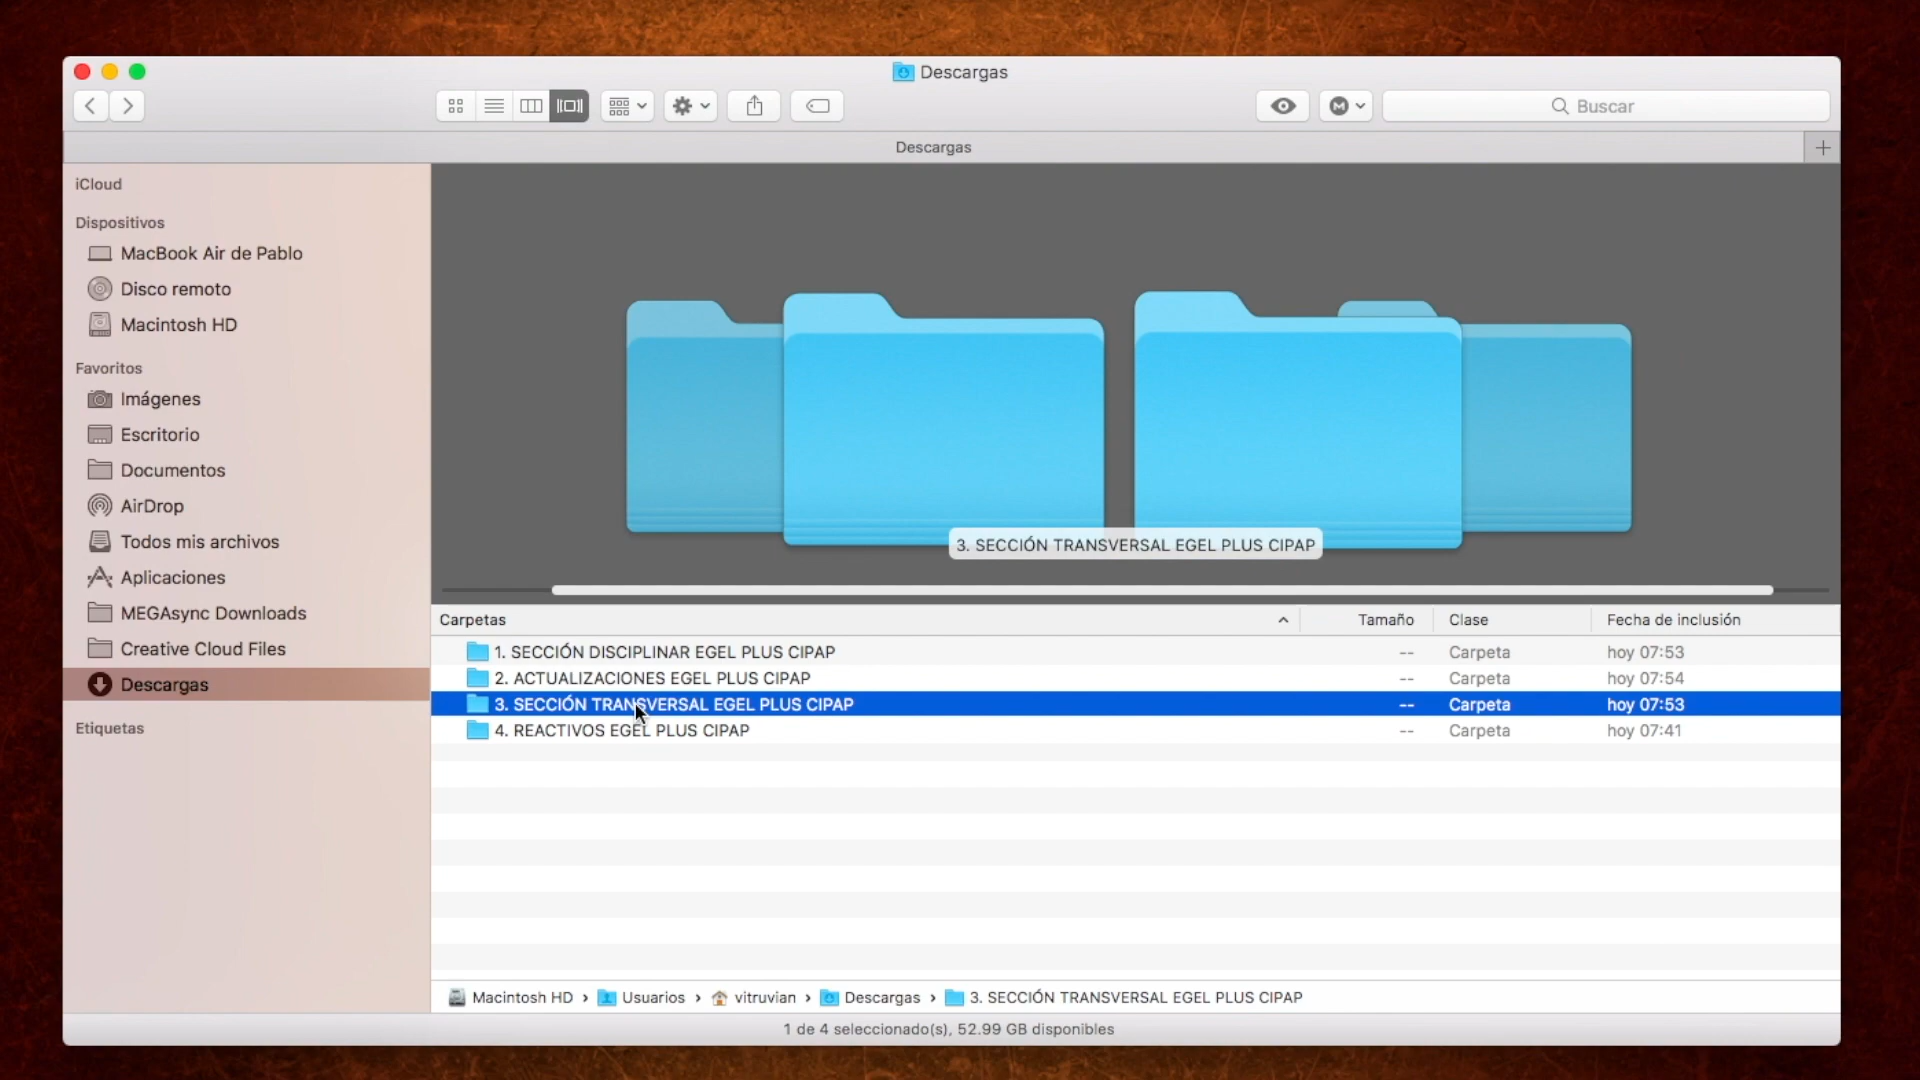 Descargas
Buscar
Descargas
iCloud
Dispositivos
MacBook Air de Pablo
Disco remoto
Macintosh HD
Favoritos
Imágenes
Escritorio
Documentos
AirDrop
Todos mis archivos
Aplicaciones
MEGAsync Downloads
Creative Cloud Files
Descargas
Etiquetas
3. SECCIÓN TRANSVERSAL EGEL PLUS CIPAP
Carpetas Tamaño Clase Fecha de inclusión
1. SECCIÓN DISCIPLINAR EGEL PLUS CIPAP -- Carpeta hoy 07:53
2. ACTUALIZACIONES EGEL PLUS CIPAP -- Carpeta hoy 07:54
3. SECCIÓN TRANSVERSAL EGEL PLUS CIPAP -- Carpeta hoy 07:53
4. REACTIVOS EGEL PLUS CIPAP -- Carpeta hoy 07:41
Macintosh HD › Usuarios › vitruvian › Descargas › 3. SECCIÓN TRANSVERSAL EGEL PLUS CIPAP
1 de 4 seleccionado(s), 52.99 GB disponibles